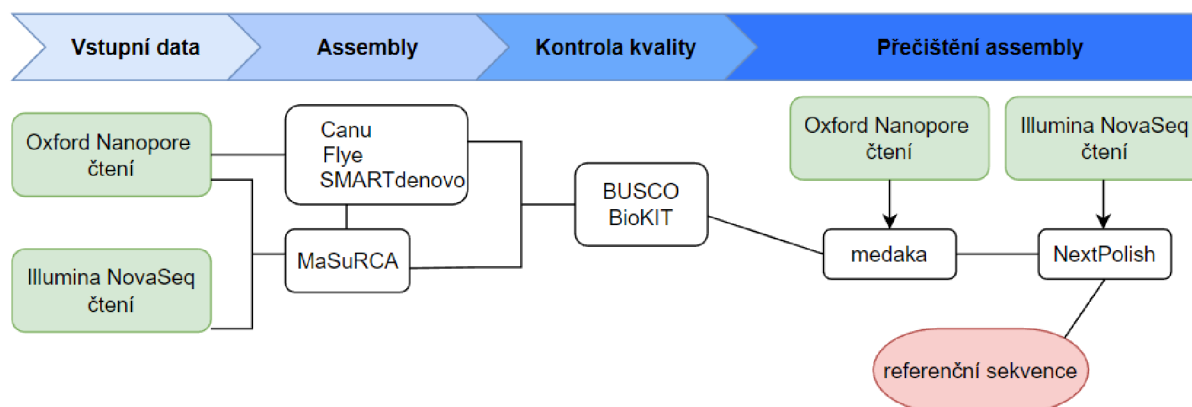 Vstupní data
Assembly
Kontrola kvality
Přečištění assembly
Oxford Nanopore
čtení
Illumina NovaSeq
čtení
Canu
Flye
SMARTdenovo
MaSuRCA
BUSCO
BioKIT
Oxford Nanopore
čtení
Illumina NovaSeq
čtení
medaka
NextPolish
referenční sekvence